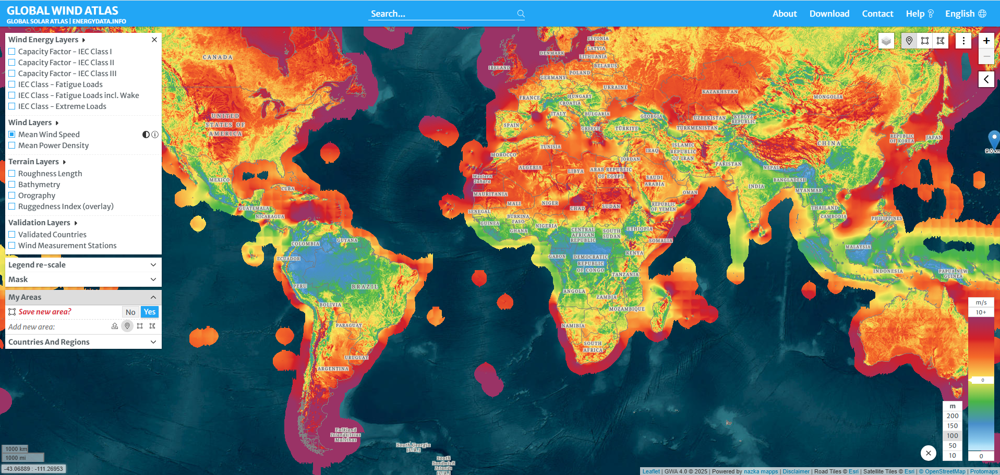 GLOBAL WIND ATLAS
GLOBAL SOLAR ATLAS | ENERGYDATA.INFO
Search...
About
Download
Contact
Help
English
Wind Energy Layers
Capacity Factor - IEC Class I
Capacity Factor - IEC Class II
Capacity Factor - IEC Class III
IEC Class - Fatigue Loads
IEC Class - Fatigue Loads incl. Wake
IEC Class - Extreme Loads
Wind Layers
Mean Wind Speed
Mean Power Density
Terrain Layers
Roughness Length
Bathymetry
Orography
Ruggedness Index (overlay)
Validation Layers
Validated Countries
Wind Measurement Stations
Legend re-scale
Mask
My Areas
Save new area?
No
Yes
Add new area:
Countries And Regions
1000 km
1000 mi
-43.06889 : -111.26953
CANADA
UNITED
STATES OF
AMERICA
MEXICO
CUBA
GUATEMALA
NICARAGUA
COLOMBIA
GUYANA
ECUADOR
PERU
BRAZIL
BOLIVIA
PARAGUAY
URUGUAY
ARGENTINA
Falkland
Islands/Islas
Malvinas
South Georgia
(U.K.)
South
Sandwich
Islands
(U.K.)
ESTONIA
LATVIA
LITHUANIA
DENMARK
IRELAND
BELARUS
POLAND
GERMANY
UKRAINE
FRANCE
HUNGARY
CROATIA
ITALY
BULGARIA
SPAIN
GREECE
TÜRKIYE
GEORGIA
KAZAKHSTAN
MONGOLIA
UZBEKISTAN
KYRGYZ
REPUBLIC
TURKMENISTAN
CHINA
REPUBLIC
OF KOREA
JAPAN
TUNISIA
MOROCCO
ALGERIA
LIBYA
ARAB REPUBLIC
OF EGYPT
JORDAN
IRAQ
ISLAMIC
REPUBLIC
OF IRAN
PAKISTAN
NEPAL
BANGLADESH
INDIA
MYANMAR
SAUDI
ARABIA
OMAN
REPUBLIC
OF YEMEN
Western
Sahara
MAURITANIA
MALI
NIGER
CHAD
SUDAN
SENEGAL
GUINEA
BURKINA
FASO
GHANA
NIGERIA
CENTRAL
AFRICAN
REPUBLIC
SOUTH
SUDAN
ETHIOPIA
SOMALIA
KENYA
GABON
DEMOCRATIC
REPUBLIC
OF CONGO
TANZANIA
ANGOLA
ZAMBIA
MOZAMBIQUE
NAMIBIA
SOUTH
AFRICA
THAILAND
CAMBODIA
PHILIPPINES
MALAYSIA
INDONESIA
PAPUA NEW
GUINEA
9.0 km
m/s
10+
0
0
m
200
150
100
50
10
Leaflet | GWA 4.0 © 2025 | Powered by nazka mapps | Disclaimer | Road Tiles © Esri | Satellite Tiles © Esri | © OpenStreetMap | Protomaps